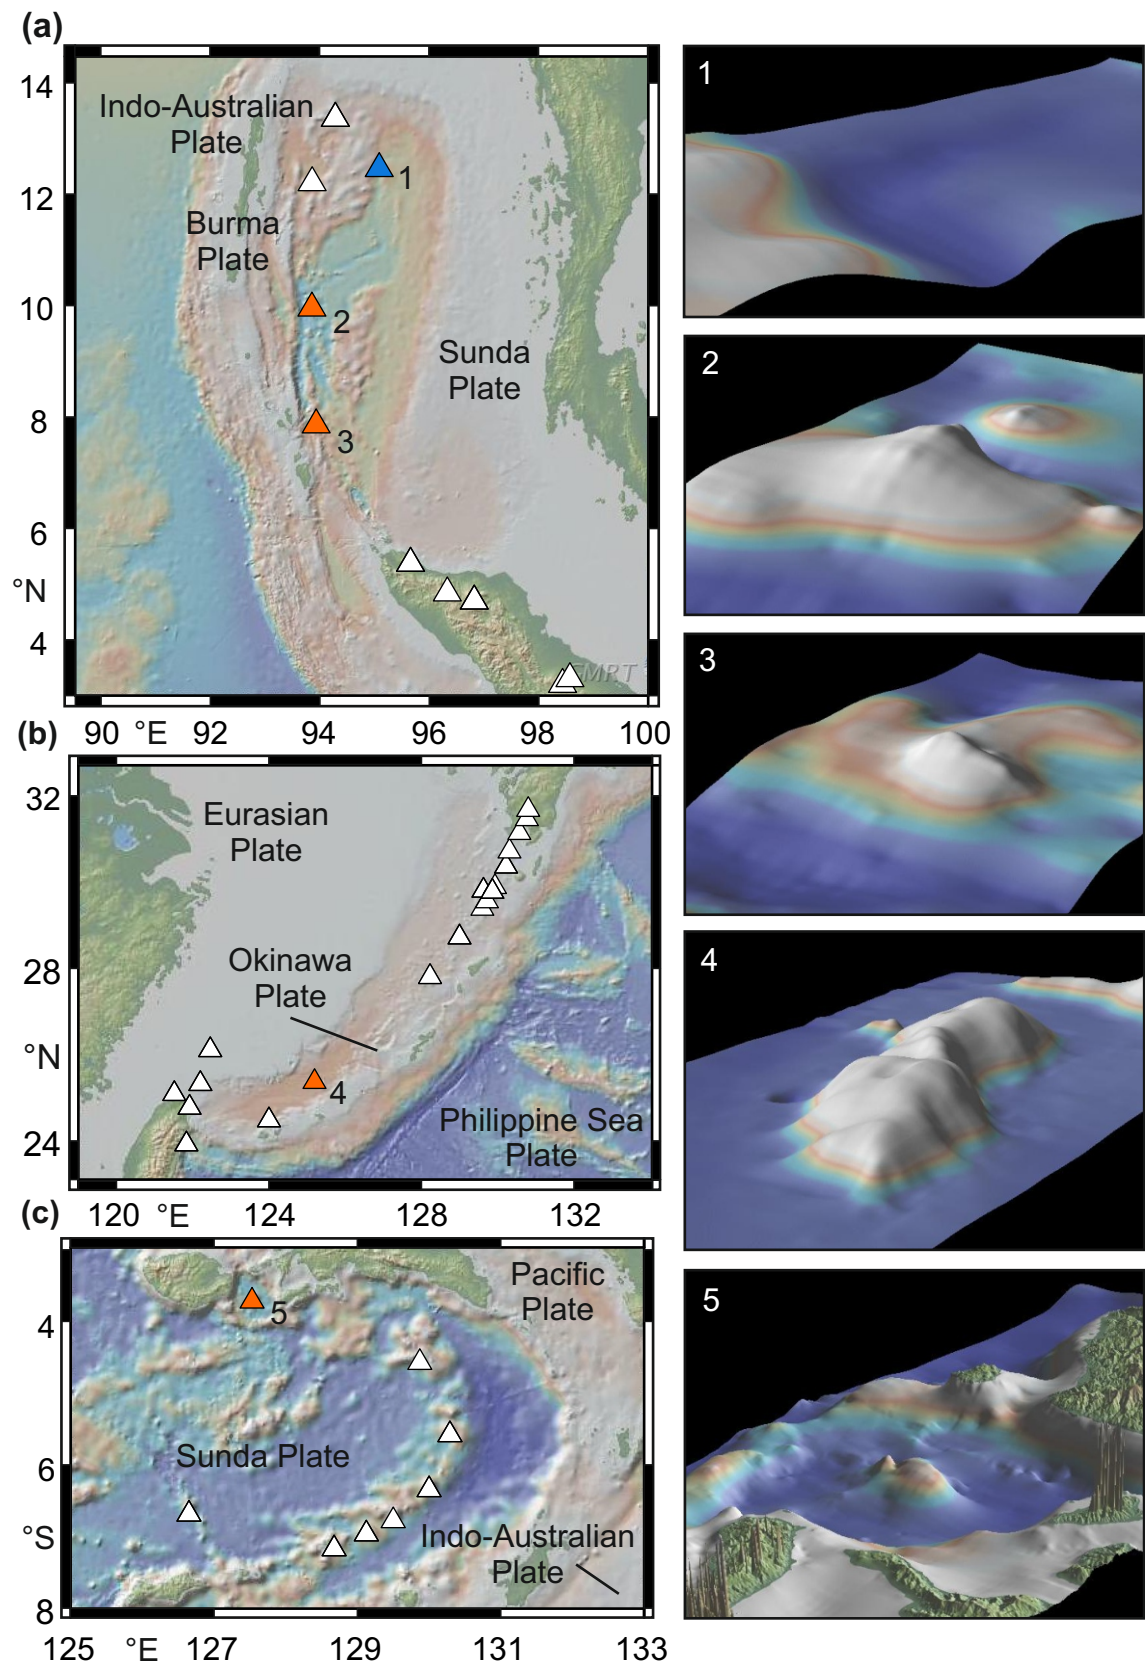 (a)
14
12
10
8
6
°N
4
90 °E 92 94 96 98 100
Indo-Australian
Plate
1
Burma
Plate
2
Sunda
Plate
3
GMRT
(b)
32
28
°N
24
120 °E 124 128 132
Eurasian
Plate
Okinawa
Plate
4
Philippine Sea
Plate
(c)
4
6
°S
8
125 °E 127 129 131 133
Pacific
Plate
5
Sunda Plate
Indo-Australian
Plate
1
2
3
4
5